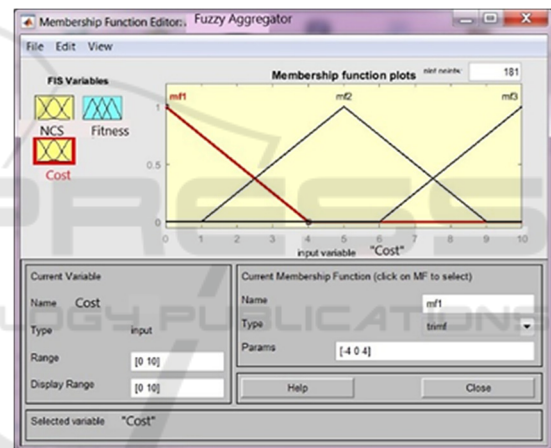 Membership Function Editor: Fuzzy Aggregator
File Edit View
FIS Variables
Membership function plots plot points: 181
NCS Fitness
Cost
mf1 mf2 mf3
1
0.5
0
0 1 2 3 4 5 6 7 8 9 10
input variable "Cost"
Current Variable
Name Cost
Type input
Range [0 10]
Display Range [0 10]
Current Membership Function (click on MF to select)
Name mf1
Type trimf
Params [-4 0 4]
Help Close
Selected variable "Cost"
PRESS
LOGY PUBLICATIONS